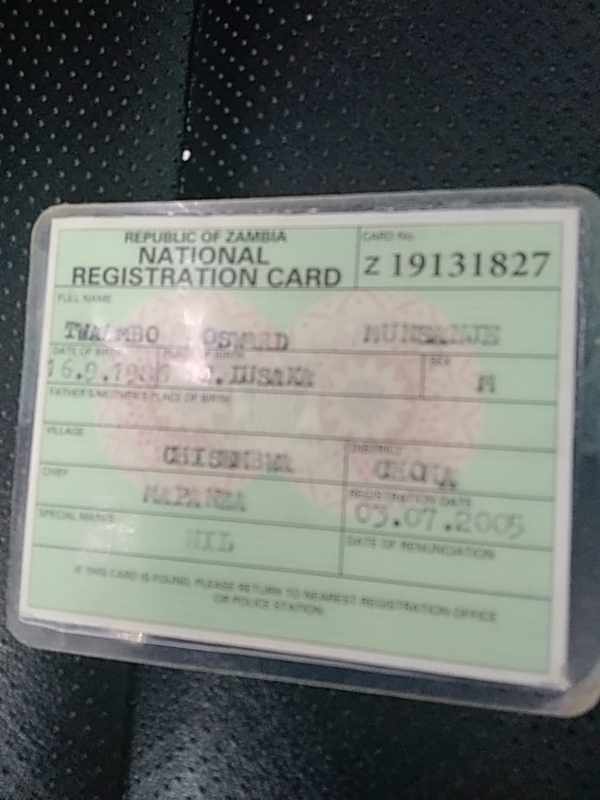 REPUBLIC OF ZAMBIA
NATIONAL
REGISTRATION CARD
CARD No.
Z 19131827
FULL NAME
TWAAMBO OSWARD
DATE OF BIRTH PLACE OF BIRTH SEX
LUSAKA M
FATHER'S/MOTHER'S PLACE OF BIRTH
VILLAGE DISTRICT
CHOMA
CHIEF REGISTRATION DATE
MAPANZA 03.07.2005
SPECIAL MARKS DATE OF RENUNCIATION
NIL
IF THIS CARD IS FOUND, PLEASE RETURN TO NEAREST REGISTRATION OFFICE
OR POLICE STATION.